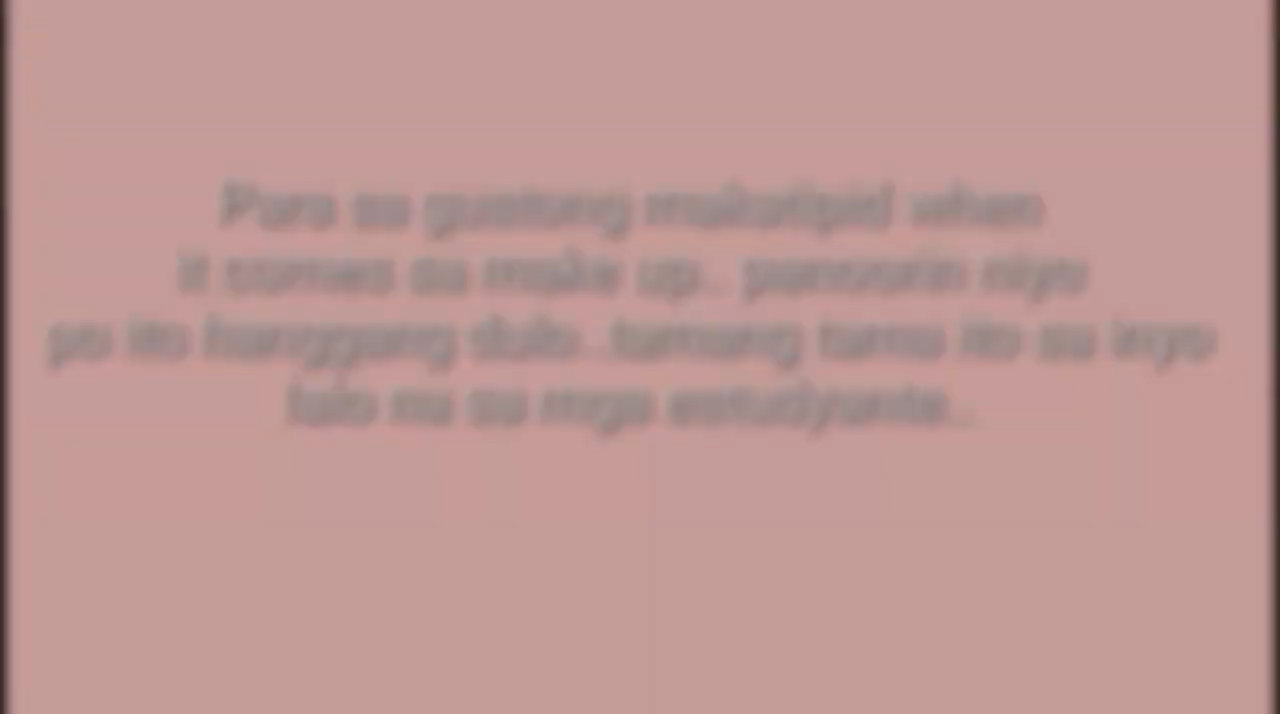 Para sa gustong makatipid when
it comes sa make up.. panoorin niyo
po ito hanggang dulo..tamang tama ito sa inyo
lalo na sa mga estudyante..